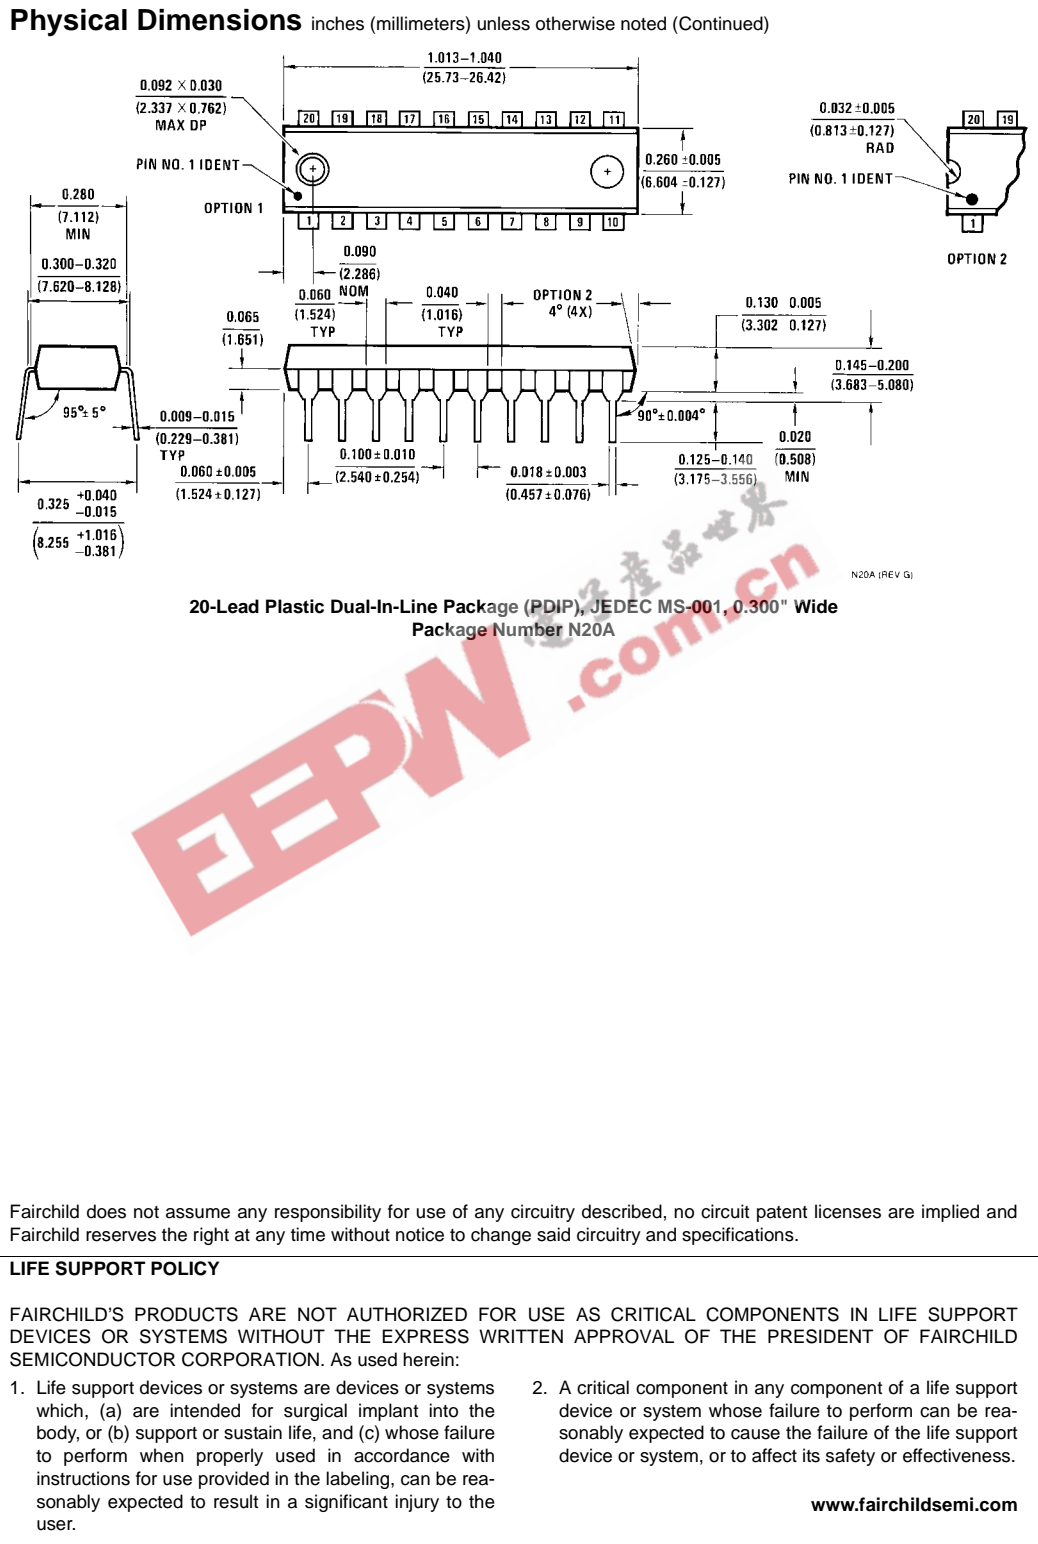 Physical Dimensions inches (millimeters) unless otherwise noted (Continued)
1.013–1.040
(25.73–26.42)
0.092 × 0.030
(2.337 × 0.762)
MAX DP
PIN NO. 1 IDENT
OPTION 1
20 19 18 17 16 15 14 13 12 11
1 2 3 4 5 6 7 8 9 10
0.260 ±0.005
(6.604 ±0.127)
0.032 ±0.005
(0.813 ±0.127)
RAD
PIN NO. 1 IDENT
20 19
1
OPTION 2
0.280
(7.112)
MIN
0.300–0.320
(7.620–8.128)
0.090
(2.286)
NOM
0.060
(1.524)
TYP
0.040
(1.016)
TYP
OPTION 2
4° (4X)
0.065
(1.651)
0.130 0.005
(3.302 0.127)
0.145–0.200
(3.683–5.080)
95°± 5°
0.009–0.015
(0.229–0.381)
TYP
90°±0.004°
0.020
(0.508)
MIN
0.125–0.140
(3.175–3.556)
0.100 ±0.010
(2.540 ±0.254)
0.018 ±0.003
(0.457 ±0.076)
0.060 ±0.005
(1.524 ±0.127)
0.325 +0.040
−0.015
(8.255 +1.016
−0.381)
N20A (REV G)
20-Lead Plastic Dual-In-Line Package (PDIP), JEDEC MS-001, 0.300" Wide
Package Number N20A
電子產品世界
EEPW.com.cn
Fairchild does not assume any responsibility for use of any circuitry described, no circuit patent licenses are implied and
Fairchild reserves the right at any time without notice to change said circuitry and specifications.
LIFE SUPPORT POLICY
FAIRCHILD'S PRODUCTS ARE NOT AUTHORIZED FOR USE AS CRITICAL COMPONENTS IN LIFE SUPPORT
DEVICES OR SYSTEMS WITHOUT THE EXPRESS WRITTEN APPROVAL OF THE PRESIDENT OF FAIRCHILD
SEMICONDUCTOR CORPORATION. As used herein:
1. Life support devices or systems are devices or systems
which, (a) are intended for surgical implant into the
body, or (b) support or sustain life, and (c) whose failure
to perform when properly used in accordance with
instructions for use provided in the labeling, can be rea-
sonably expected to result in a significant injury to the
user.
2. A critical component in any component of a life support
device or system whose failure to perform can be rea-
sonably expected to cause the failure of the life support
device or system, or to affect its safety or effectiveness.
www.fairchildsemi.com